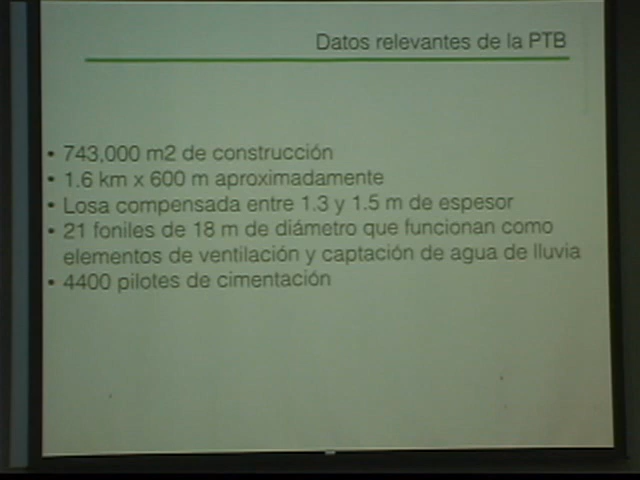 Datos relevantes de la PTB
• 743,000 m2 de construcción
• 1.6 km x 600 m aproximadamente
• Losa compensada entre 1.3 y 1.5 m de espesor
• 21 foniles de 18 m de diámetro que funcionan como
elementos de ventilación y captación de agua de lluvia
• 4400 pilotes de cimentación